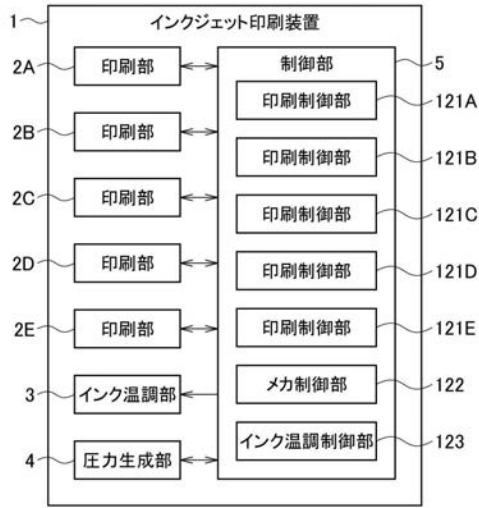 1
インクジェット印刷装置
2A
印刷部
2B
印刷部
2C
印刷部
2D
印刷部
2E
印刷部
3
インク温調部
4
圧力生成部
制御部
5
印刷制御部
121A
印刷制御部
121B
印刷制御部
121C
印刷制御部
121D
印刷制御部
121E
メカ制御部
122
インク温調制御部
123